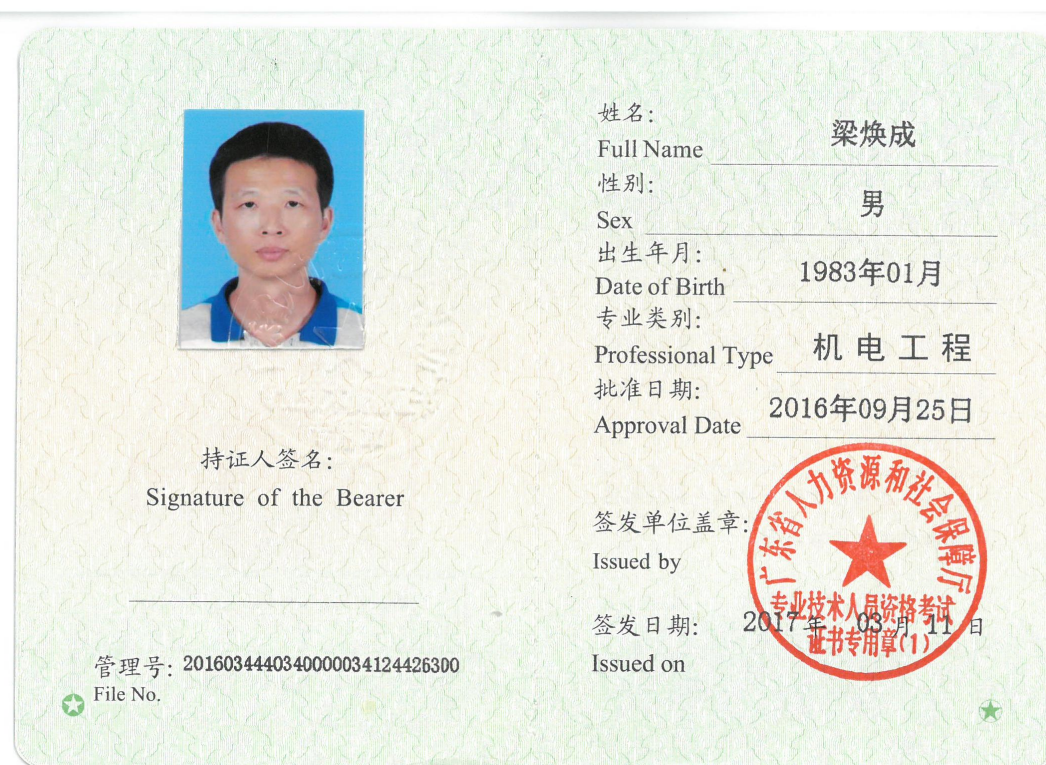 持证人签名:
Signature of the Bearer
管理号: 2016034440340000034124426300
File No.
姓名:
Full Name 梁焕成
性别:
Sex 男
出生年月:
Date of Birth 1983年01月
专业类别:
Professional Type 机电工程
批准日期:
Approval Date 2016年09月25日
签发单位盖章:
Issued by
广东省人力资源和社会保障厅
专业技术人员资格考试
证书专用章(1)
签发日期: 2017年 03月 11日
Issued on